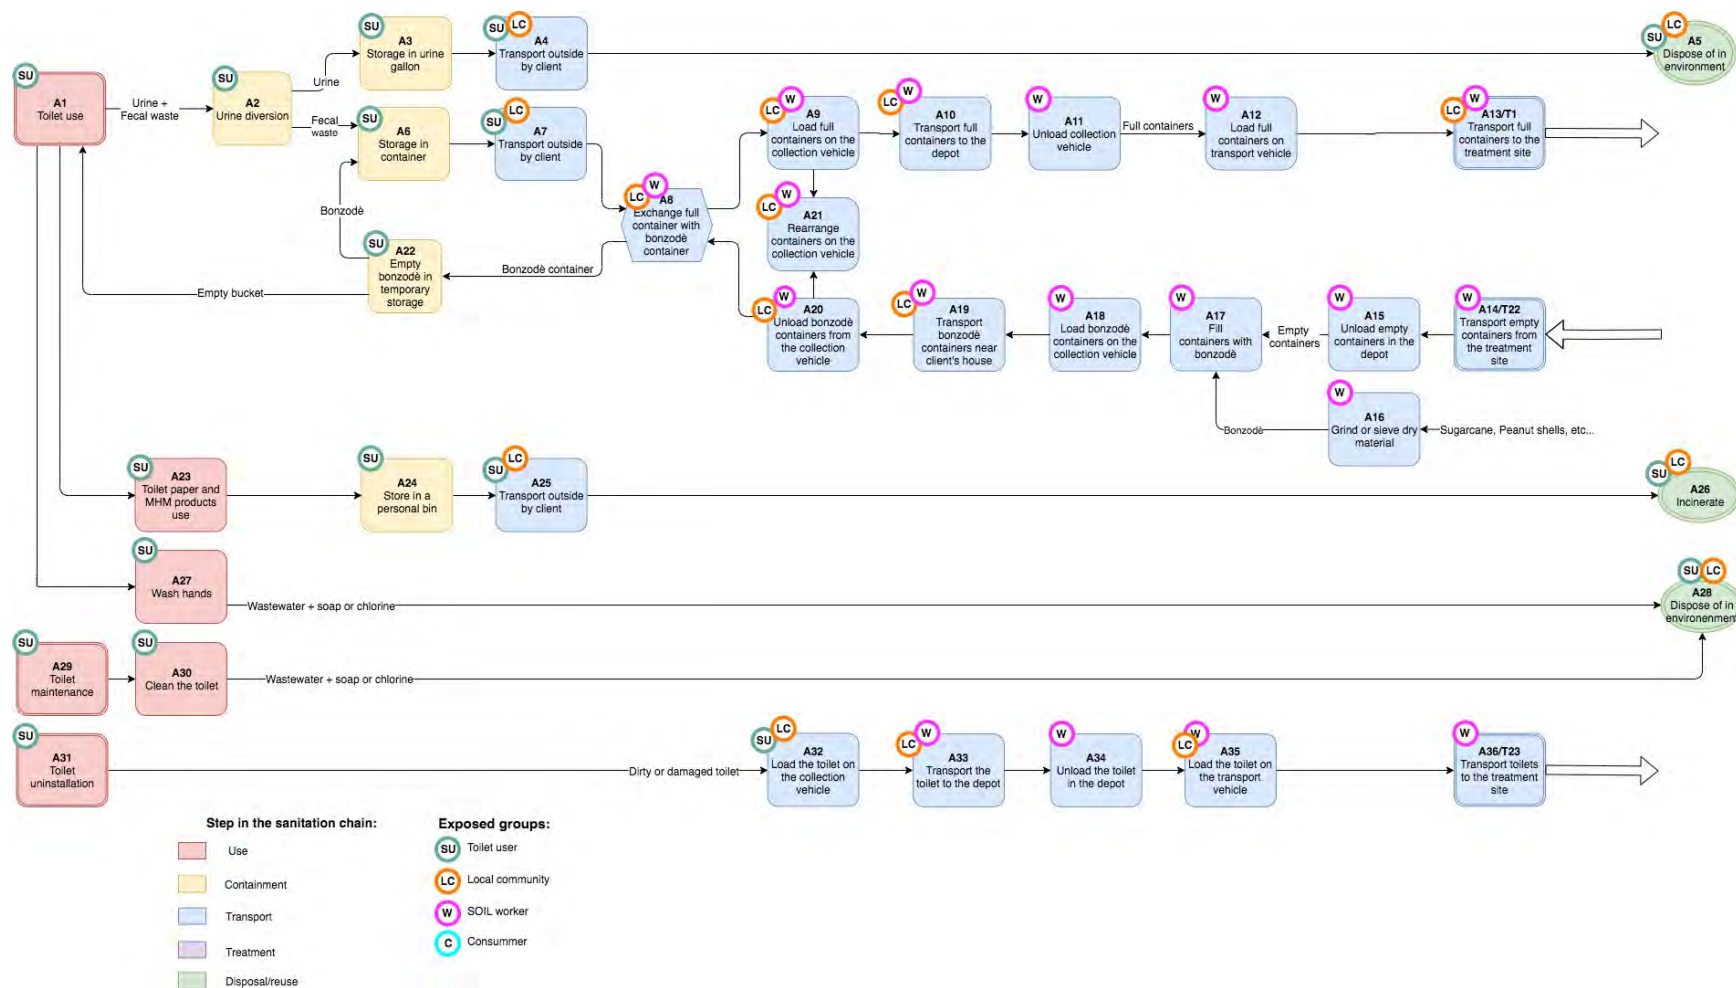 SU
A1
Toilet use
Urine +
Fecal waste
SU
A2
Urine diversion
Urine
Fecal
waste
SU
A3
Storage in urine
gallon
SU
LC
A4
Transport outside
by client
SU
LC
A5
Dispose of in
environment
SU
A6
Storage in
container
SU
LC
A7
Transport outside
by client
LC
W
A8
Exchange full
container with
bonzodè
container
LC
W
A9
Load full
containers on the
collection vehicle
LC
W
A10
Transport full
containers to the
depot
W
A11
Unload collection
vehicle
Full containers
W
A12
Load full
containers on
transport vehicle
LC
W
A13/T1
Transport full
containers to the
treatment site
LC
W
A21
Rearrange
containers on the
collection vehicle
Bonzodè
SU
A22
Empty
bonzodè in
temporary
storage
Bonzodè container
Empty bucket
LC
W
A20
Unload bonzodè
containers from
the collection
vehicle
LC
W
A19
Transport
bonzodè
containers near
client's house
W
A18
Load bonzodè
containers on the
collection vehicle
W
A17
Fill
containers with
bonzodè
Empty
containers
W
A15
Unload empty
containers in the
depot
W
A14/T22
Transport empty
containers from
the treatment
site
W
A16
Grind or sieve dry
material
Bonzodè
Sugarcane, Peanut shells, etc...
SU
A23
Toilet paper and
MHM products
use
SU
A24
Store in a
personal bin
SU
LC
A25
Transport outside
by client
SU
LC
A26
Incinerate
SU
A27
Wash hands
Wastewater + soap or chlorine
SU
LC
A28
Dispose of in
environenment
SU
A29
Toilet
maintenance
SU
A30
Clean the toilet
Wastewater + soap or chlorine
SU
A31
Toilet
uninstallation
Dirty or damaged toilet
SU
LC
A32
Load the toilet on
the collection
vehicle
LC
W
A33
Transport the
toilet to the depot
W
A34
Unload the toilet
in the depot
LC
W
A35
Load the toilet on
the transport
vehicle
W
A36/T23
Transport toilets
to the treatment
site
Step in the sanitation chain:
Use
Containment
Transport
Treatment
Disposal/reuse
Exposed groups:
SU Toilet user
LC Local community
W SOIL worker
C Consummer